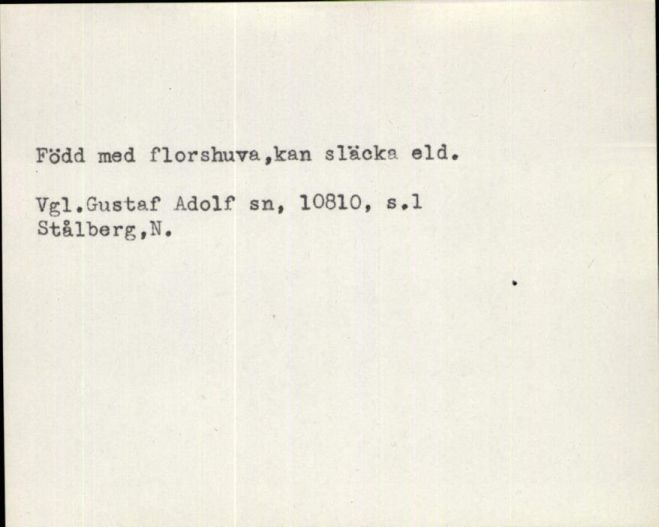 Född med florshuva,kan släcka eld.
Vgl.Gustaf Adolf sn, 10810, s.1
Stålberg,N.